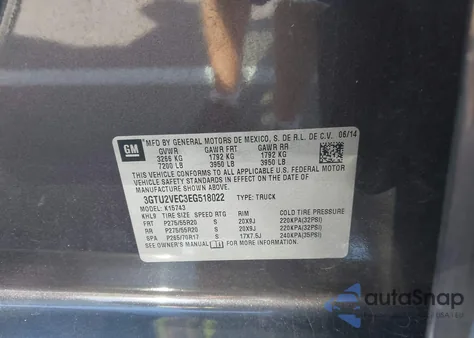 GM
MFD BY GENERAL MOTORS DE MEXICO, S. DE R.L. DE C.V. 06/14
GVWR GAWR FRT GAWR RR
3266 KG 1792 KG 1792 KG
7200 LB 3950 LB 3950 LB
THIS VEHICLE CONFORMS TO ALL APPLICABLE U.S. FEDERAL MOTOR
VEHICLE SAFETY STANDARDS IN EFFECT ON THE DATE OF
MANUFACTURE SHOWN ABOVE.
3GTU2VEC3EG518022 TYPE: TRUCK
MODEL: K15743
KHLS TIRE SIZE SPEED RTG RIM COLD TIRE PRESSURE
FRT P275/55R20 S 20X9J 220KPA(32PSI)
RR P275/55R20 S 20X9J 220KPA(32PSI)
SPA P265/70R17 S 17X7.5J 240KPA(35PSI)
SEE OWNER'S MANUAL FOR MORE INFORMATION.
autoSnap